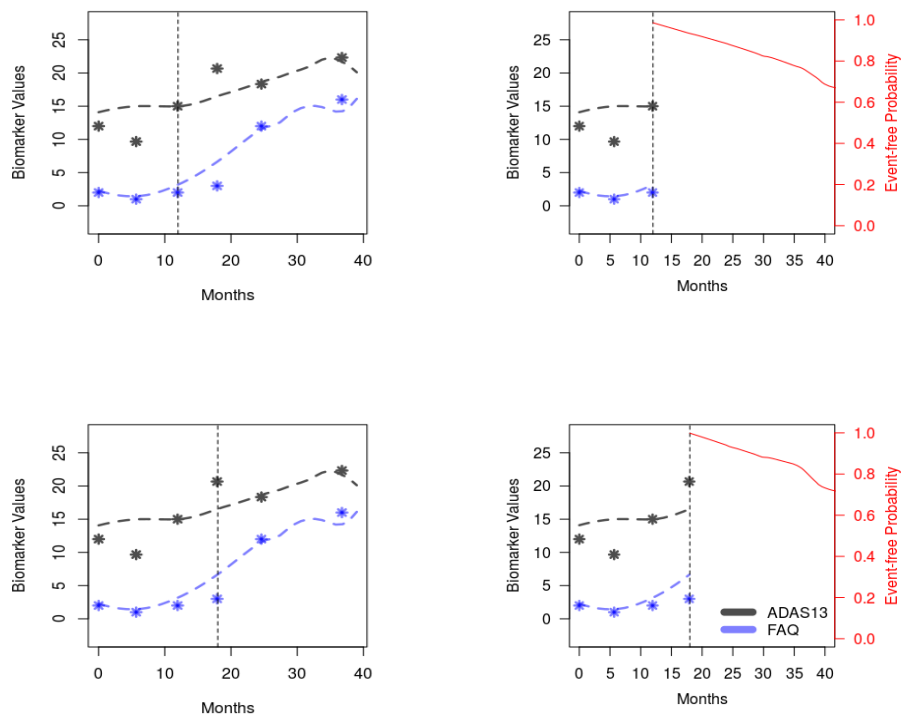 Biomarker Values
0 5 10 15 20 25
0 10 20 30 40
Months
Biomarker Values
0 5 10 15 20 25
0 5 10 15 20 25 30 35 40
Months
0.0 0.2 0.4 0.6 0.8 1.0
Event-free Probability
Biomarker Values
0 5 10 15 20 25
0 10 20 30 40
Months
Biomarker Values
0 5 10 15 20 25
ADAS13
FAQ
0 5 10 15 20 25 30 35 40
Months
0.0 0.2 0.4 0.6 0.8 1.0
Event-free Probability